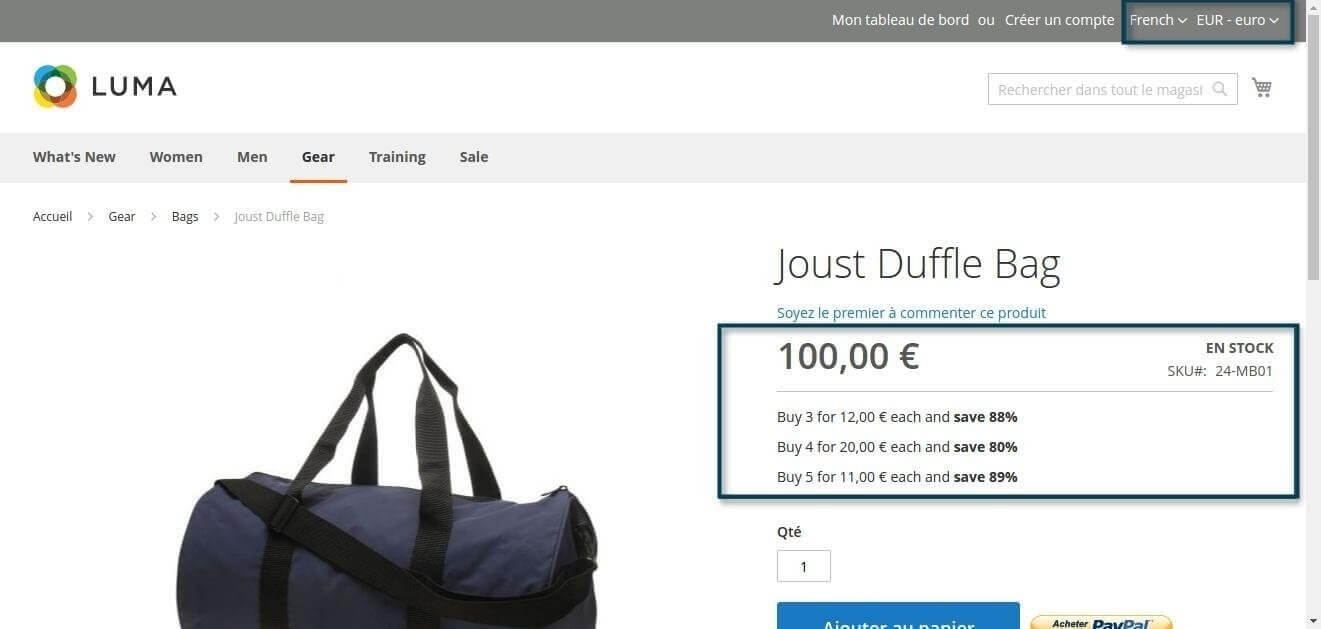 Mon tableau de bord ou Créer un compte French EUR - euro
LUMA
Rechercher dans tout le magasi
What's New Women Men Gear Training Sale
Accueil Gear Bags Joust Duffle Bag
Joust Duffle Bag
Soyez le premier à commenter ce produit
100,00 €
EN STOCK
SKU#: 24-MB01
Buy 3 for 12,00 € each and save 88%
Buy 4 for 20,00 € each and save 80%
Buy 5 for 11,00 € each and save 89%
Qté
1
Ajouter au panier
Acheter PayPal